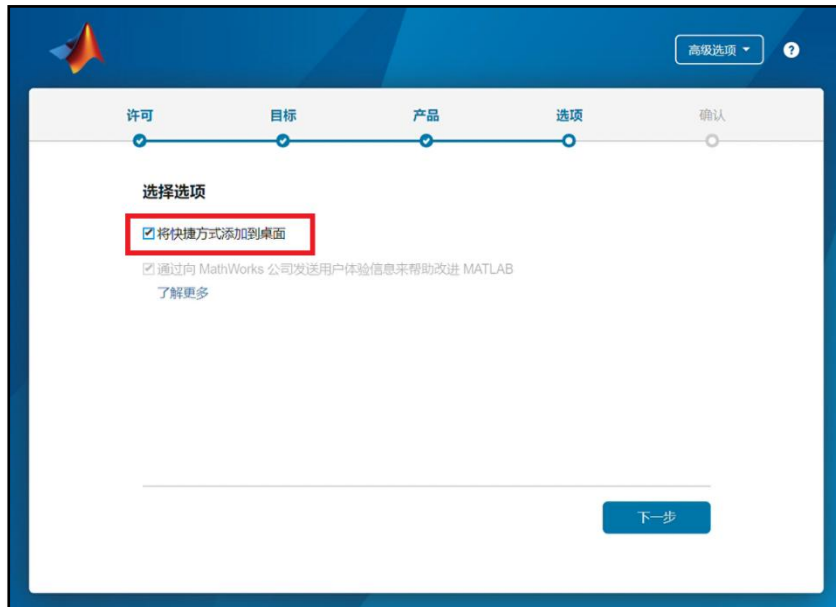 高级选项
?
许可 目标 产品 选项 确认
选择选项
将快捷方式添加到桌面
通过向 MathWorks 公司发送用户体验信息来帮助改进 MATLAB
了解更多
下一步